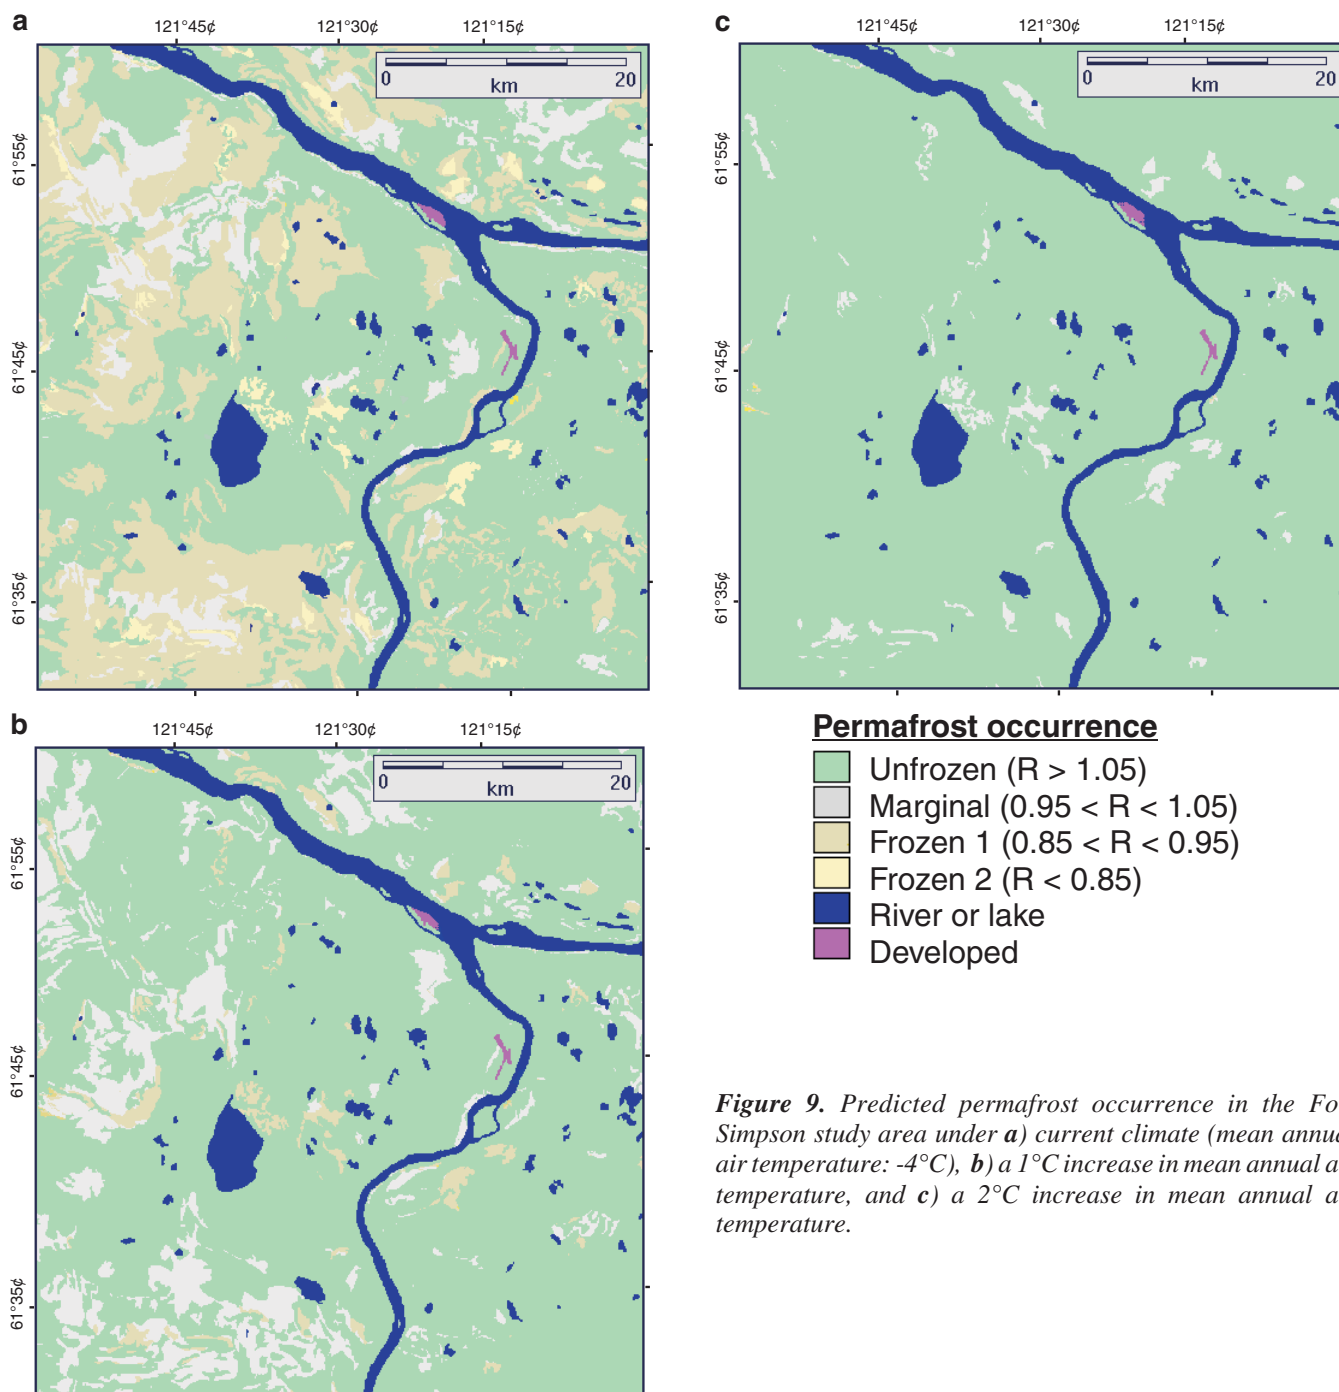 a
121°45¢ 121°30¢ 121°15¢
0 20
km
61°55¢
61°45¢
61°35¢
c
121°45¢ 121°30¢ 121°15¢
0 20
km
61°55¢
61°45¢
61°35¢
b
121°45¢ 121°30¢ 121°15¢
0 20
km
61°55¢
61°45¢
61°35¢
Permafrost occurrence
Unfrozen (R > 1.05)
Marginal (0.95 < R < 1.05)
Frozen 1 (0.85 < R < 0.95)
Frozen 2 (R < 0.85)
River or lake
Developed
Figure 9. Predicted permafrost occurrence in the Fo
Simpson study area under a) current climate (mean annu
air temperature: -4°C), b) a 1°C increase in mean annual a
temperature, and c) a 2°C increase in mean annual a
temperature.